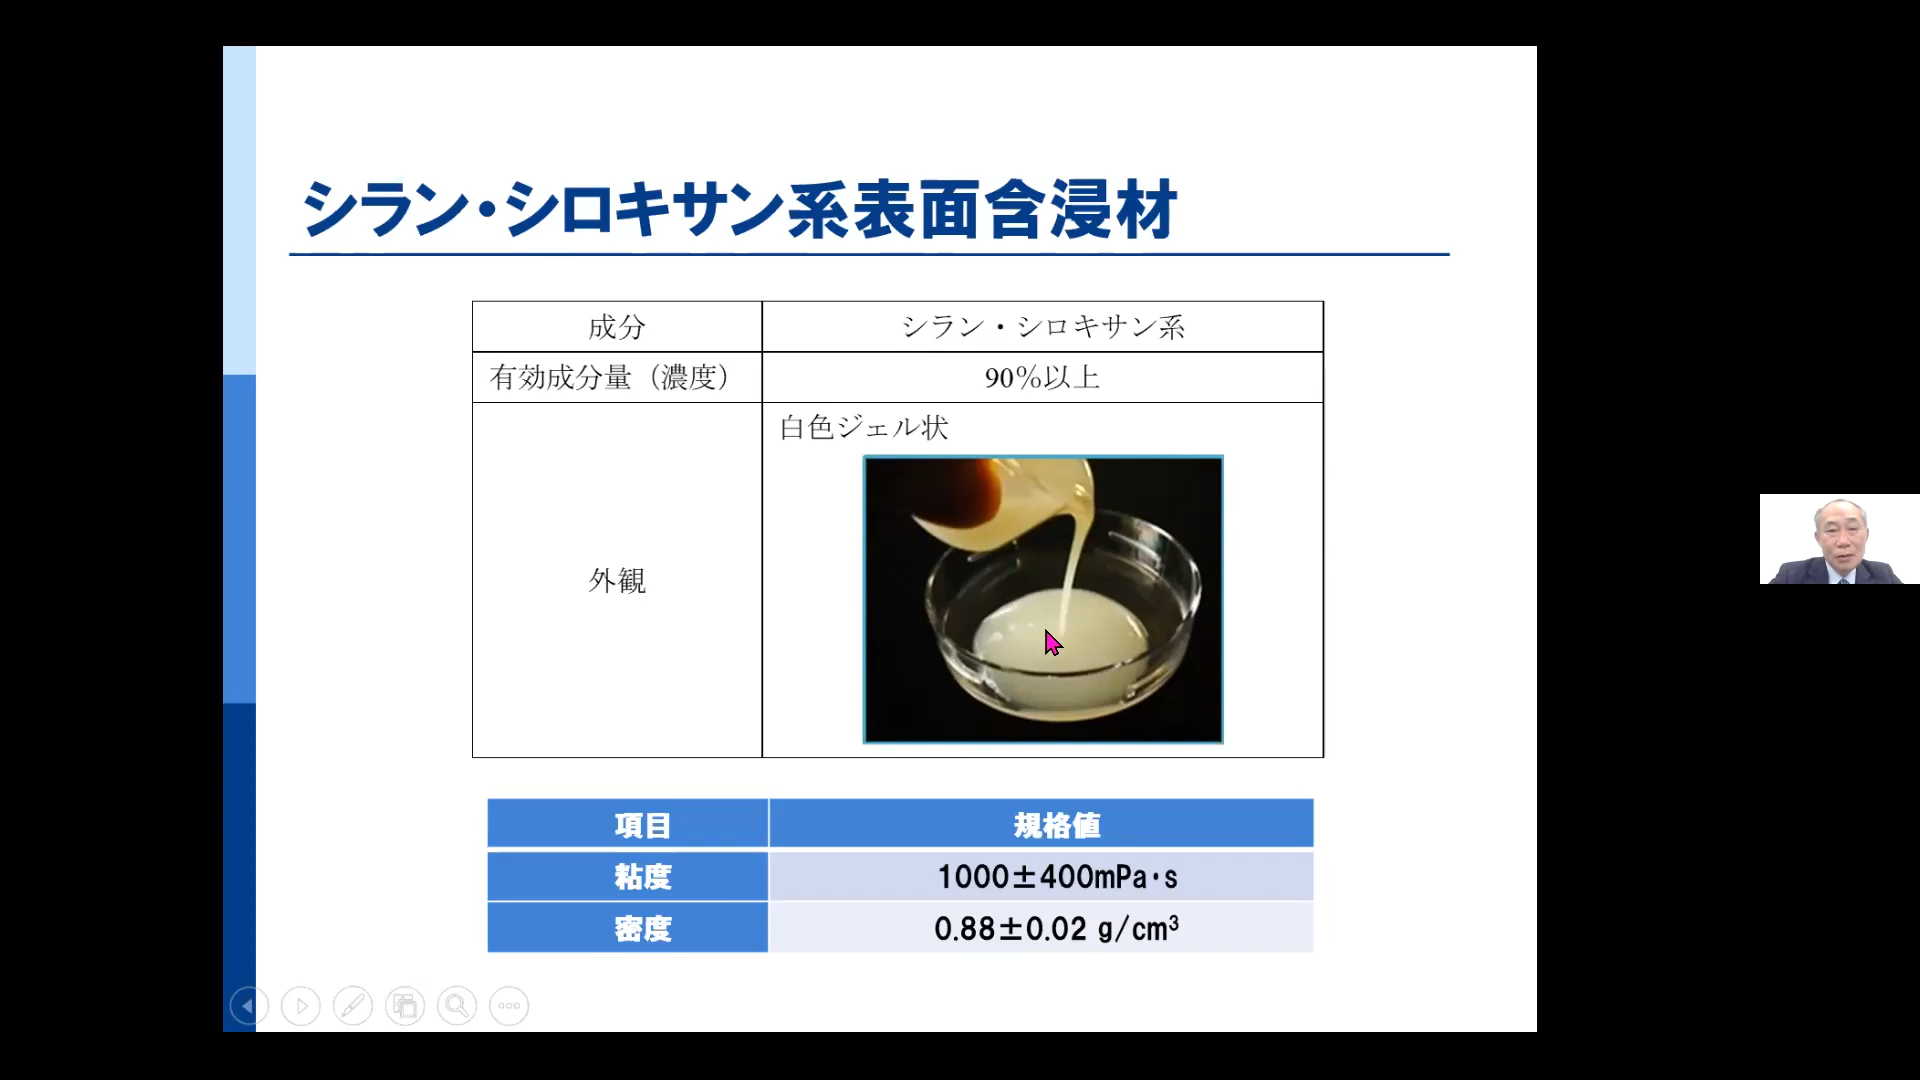 シラン・シロキサン系表面含浸材
成分 シラン・シロキサン系
有効成分量（濃度） 90%以上
外観 白色ジェル状
項目 規格値
粘度 1000±400mPa・s
密度 0.88±0.02 g/cm³